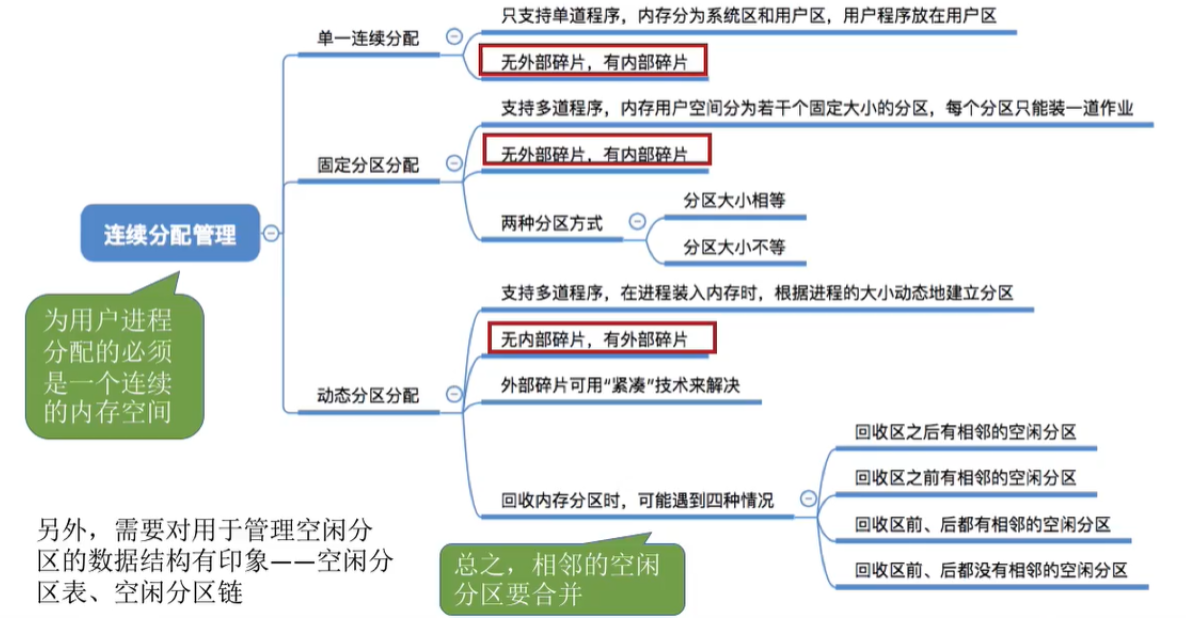 只支持单道程序，内存分为系统区和用户区，用户程序放在用户区
单一连续分配
无外部碎片，有内部碎片
支持多道程序，内存用户空间分为若干个固定大小的分区，每个分区只能装一道作业
无外部碎片，有内部碎片
固定分区分配
分区大小相等
两种分区方式
分区大小不等
连续分配管理
为用户进程
分配的必须
是一个连续
的内存空间
支持多道程序，在进程装入内存时，根据进程的大小动态地建立分区
无内部碎片，有外部碎片
外部碎片可用“紧凑”技术来解决
动态分区分配
回收区之后有相邻的空闲分区
回收区之前有相邻的空闲分区
回收内存分区时，可能遇到四种情况
回收区前、后都有相邻的空闲分区
回收区前、后都没有相邻的空闲分区
总之，相邻的空闲
分区要合并
另外，需要对用于管理空闲分
区的数据结构有印象——空闲分
区表、空闲分区链